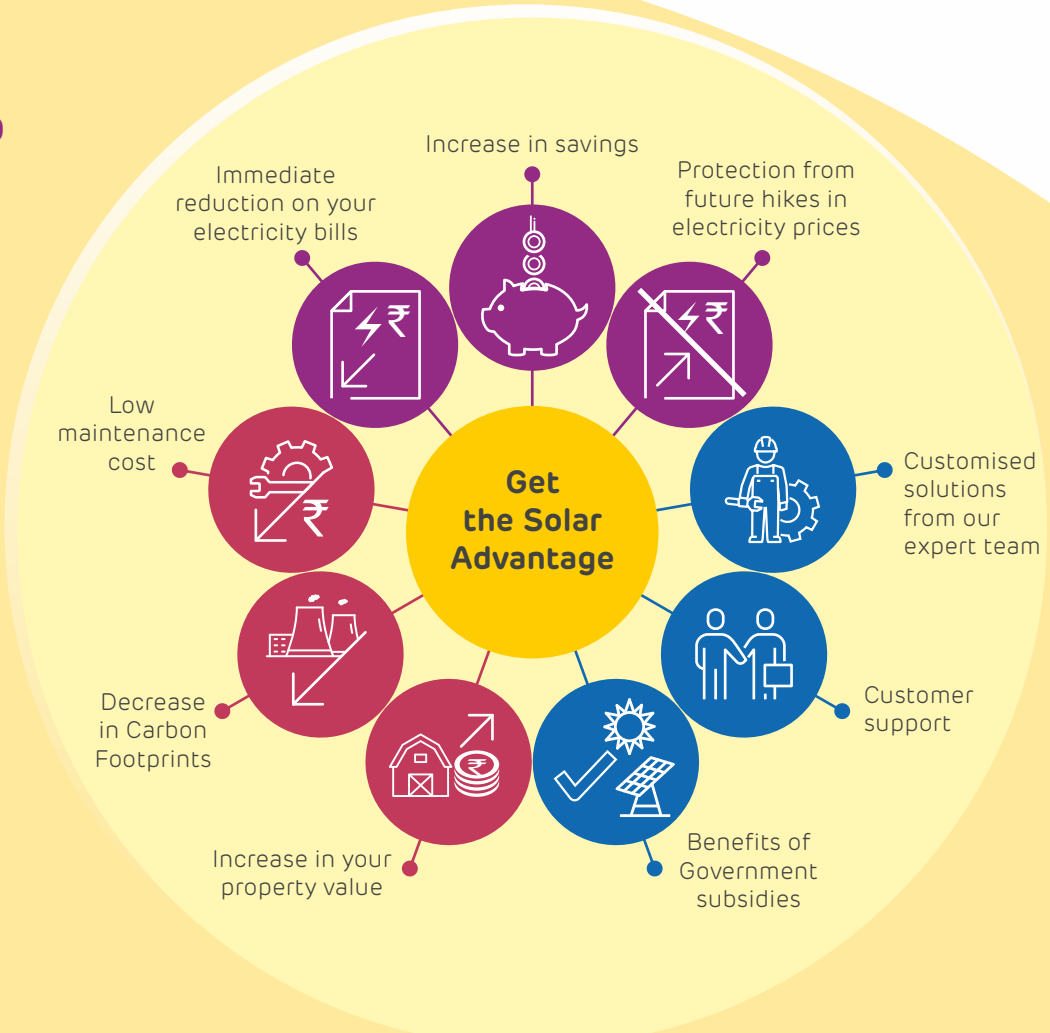 Increase in savings
Immediate
reduction on your
electricity bills
Protection from
future hikes in
electricity prices
Low
maintenance
cost
Get
the Solar
Advantage
Customised
solutions
from our
expert team
Decrease
in Carbon
Footprints
Customer
support
Increase in your
property value
Benefits of
Government
subsidies